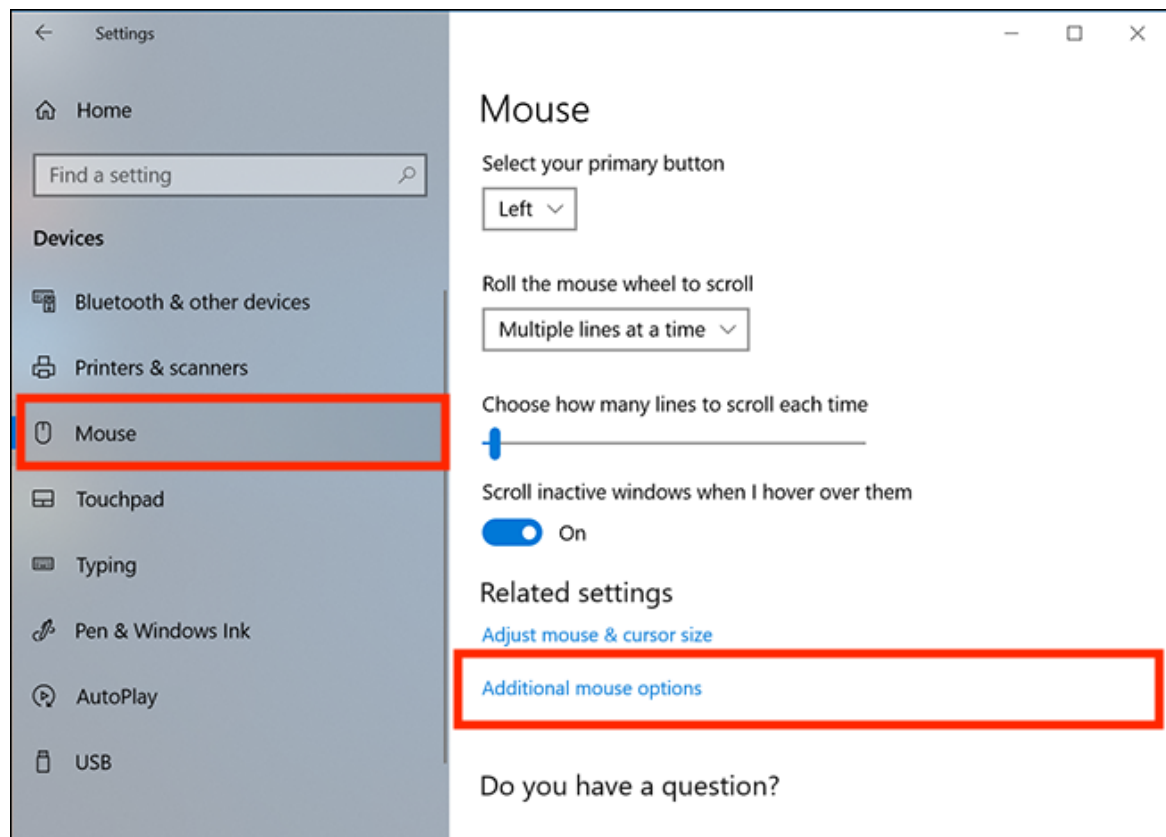 Settings
Home
Find a setting
Devices
Bluetooth & other devices
Printers & scanners
Mouse
Touchpad
Typing
Pen & Windows Ink
AutoPlay
USB
Mouse
Select your primary button
Left
Roll the mouse wheel to scroll
Multiple lines at a time
Choose how many lines to scroll each time
Scroll inactive windows when I hover over them
On
Related settings
Adjust mouse & cursor size
Additional mouse options
Do you have a question?